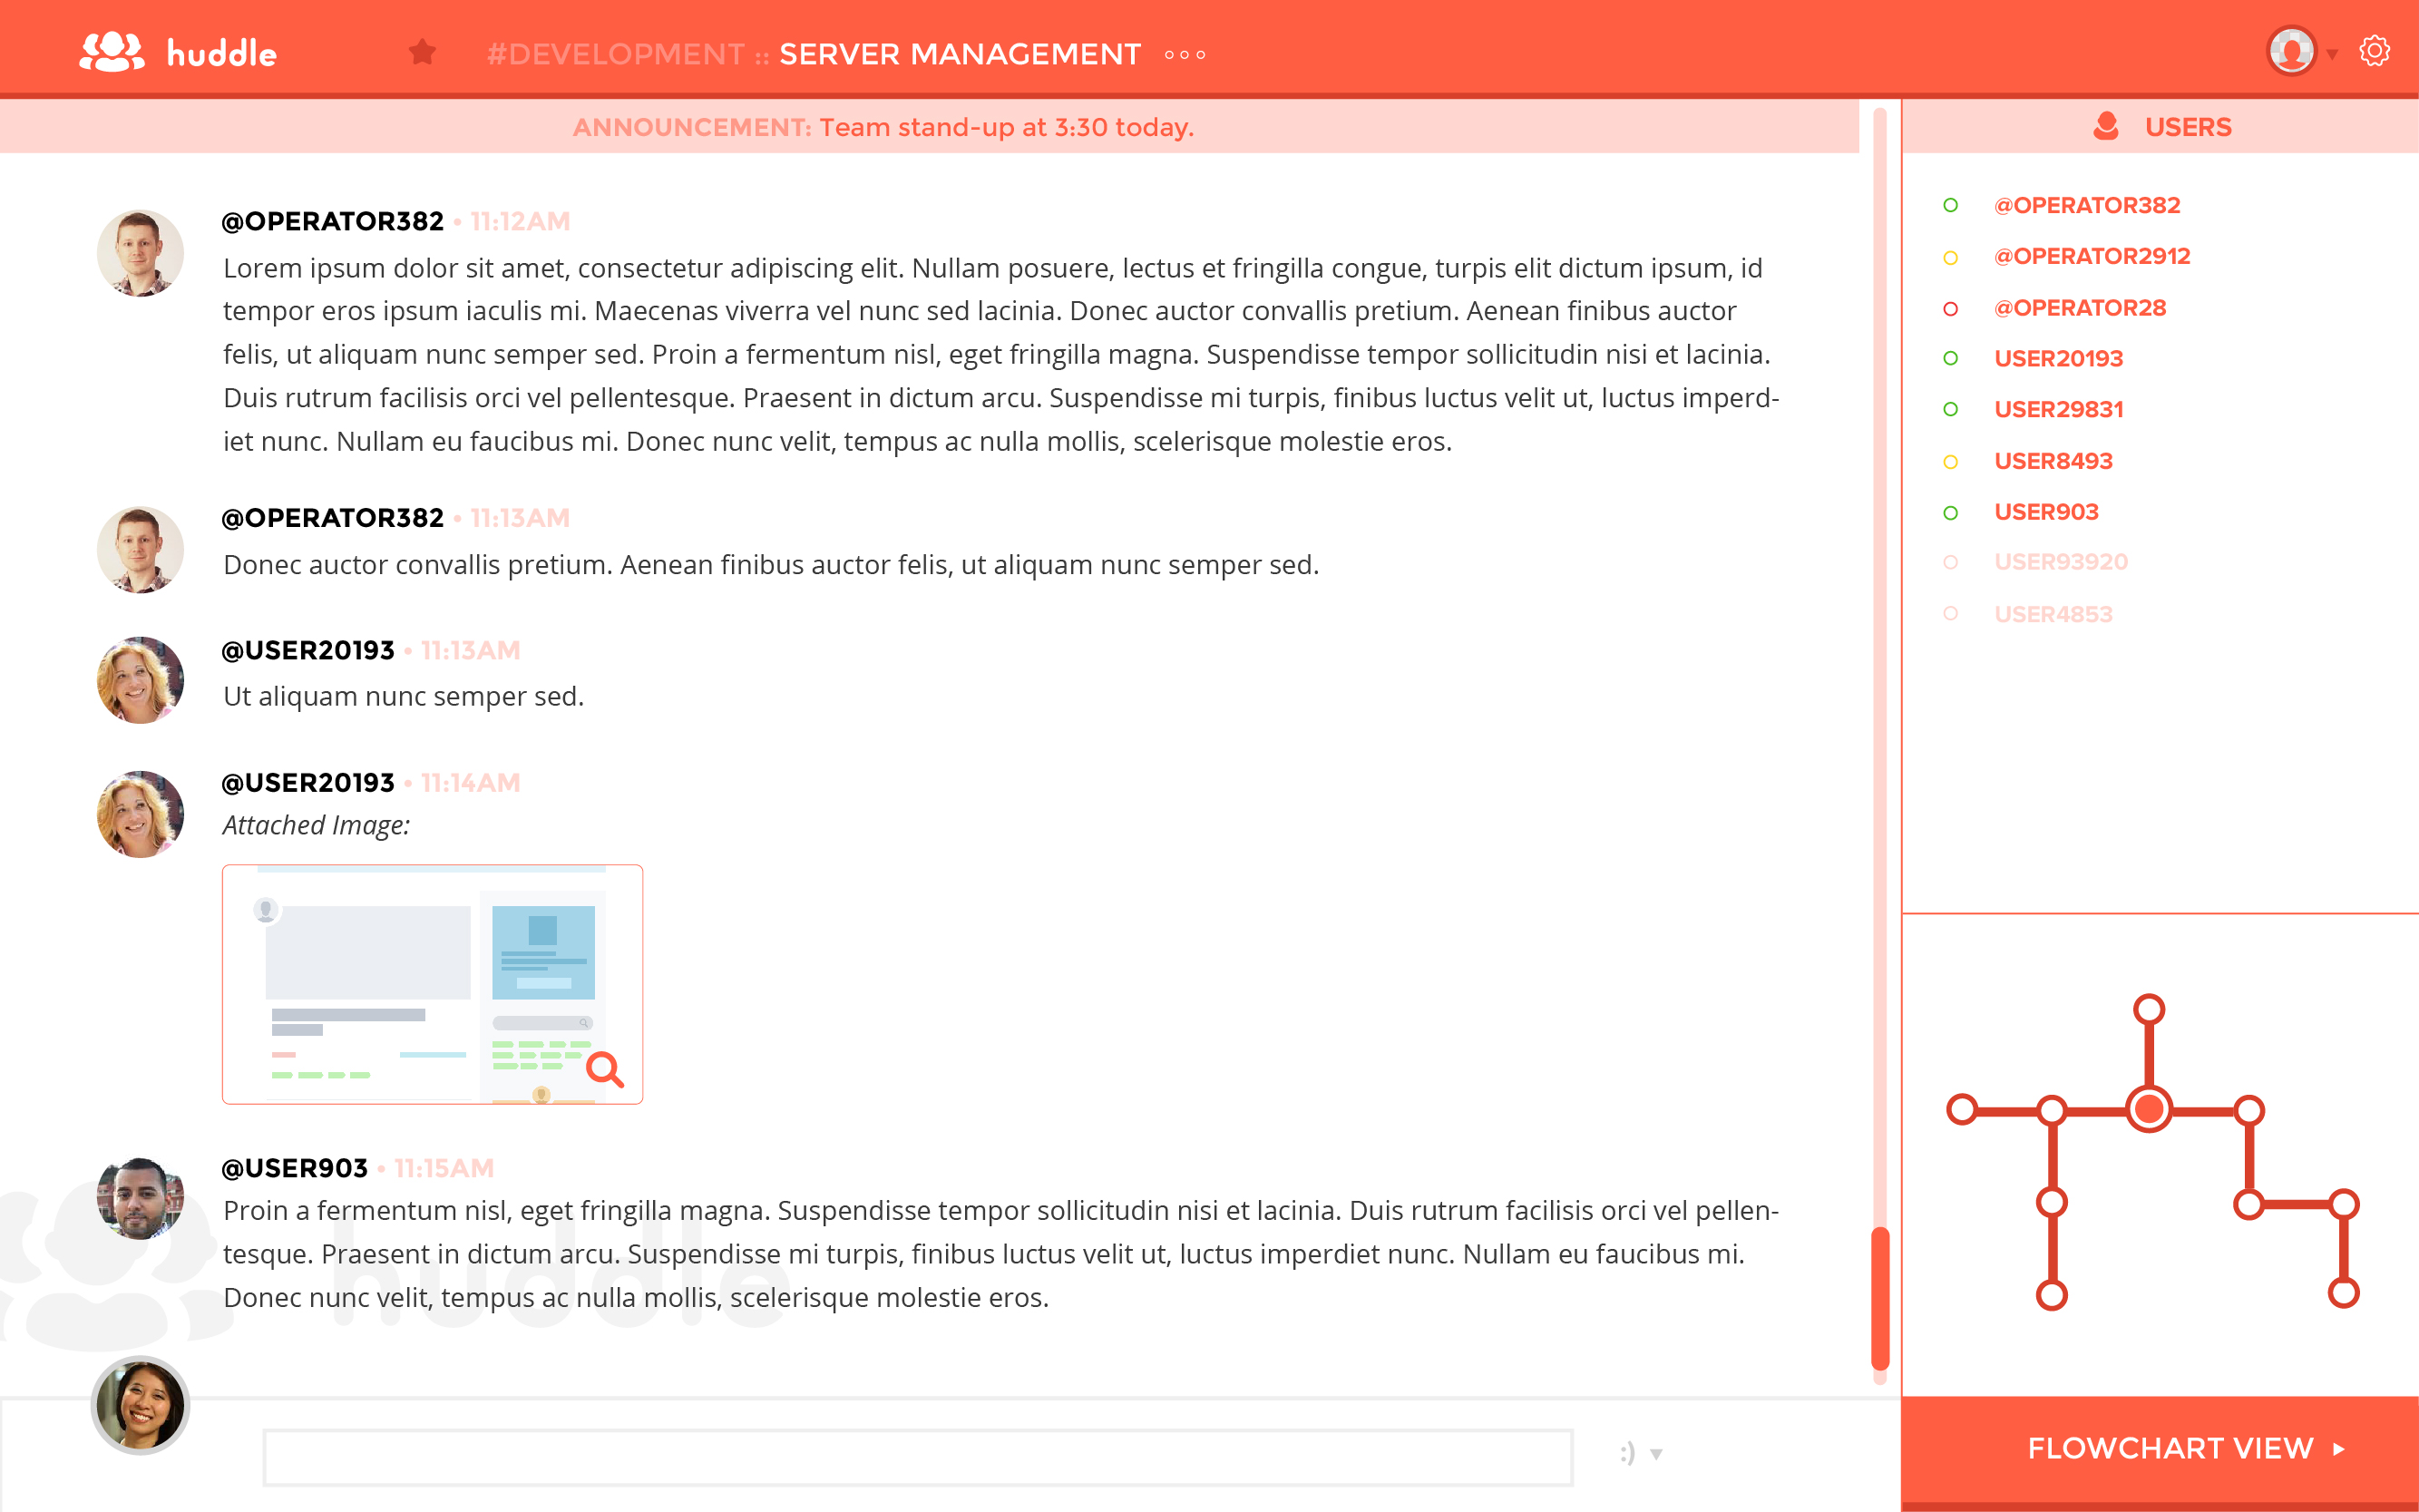 huddle
#DEVELOPMENT :: SERVER MANAGEMENT
ANNOUNCEMENT: Team stand-up at 3:30 today.
@OPERATOR382 • 11:12AM
Lorem ipsum dolor sit amet, consectetur adipiscing elit. Nullam posuere, lectus et fringilla congue, turpis elit dictum ipsum, id
tempor eros ipsum iaculis mi. Maecenas viverra vel nunc sed lacinia. Donec auctor convallis pretium. Aenean finibus auctor
felis, ut aliquam nunc semper sed. Proin a fermentum nisl, eget fringilla magna. Suspendisse tempor sollicitudin nisi et lacinia.
Duis rutrum facilisis orci vel pellentesque. Praesent in dictum arcu. Suspendisse mi turpis, finibus luctus velit ut, luctus imperd-
iet nunc. Nullam eu faucibus mi. Donec nunc velit, tempus ac nulla mollis, scelerisque molestie eros.
@OPERATOR382 • 11:13AM
Donec auctor convallis pretium. Aenean finibus auctor felis, ut aliquam nunc semper sed.
@USER20193 • 11:13AM
Ut aliquam nunc semper sed.
@USER20193 • 11:14AM
Attached Image:
@USER903 • 11:15AM
Proin a fermentum nisl, eget fringilla magna. Suspendisse tempor sollicitudin nisi et lacinia. Duis rutrum facilisis orci vel pellen-
tesque. Praesent in dictum arcu. Suspendisse mi turpis, finibus luctus velit ut, luctus imperdiet nunc. Nullam eu faucibus mi.
Donec nunc velit, tempus ac nulla mollis, scelerisque molestie eros.
huddle
:)
USERS
@OPERATOR382
@OPERATOR2912
@OPERATOR28
USER20193
USER29831
USER8493
USER903
USER93920
USER4853
FLOWCHART VIEW